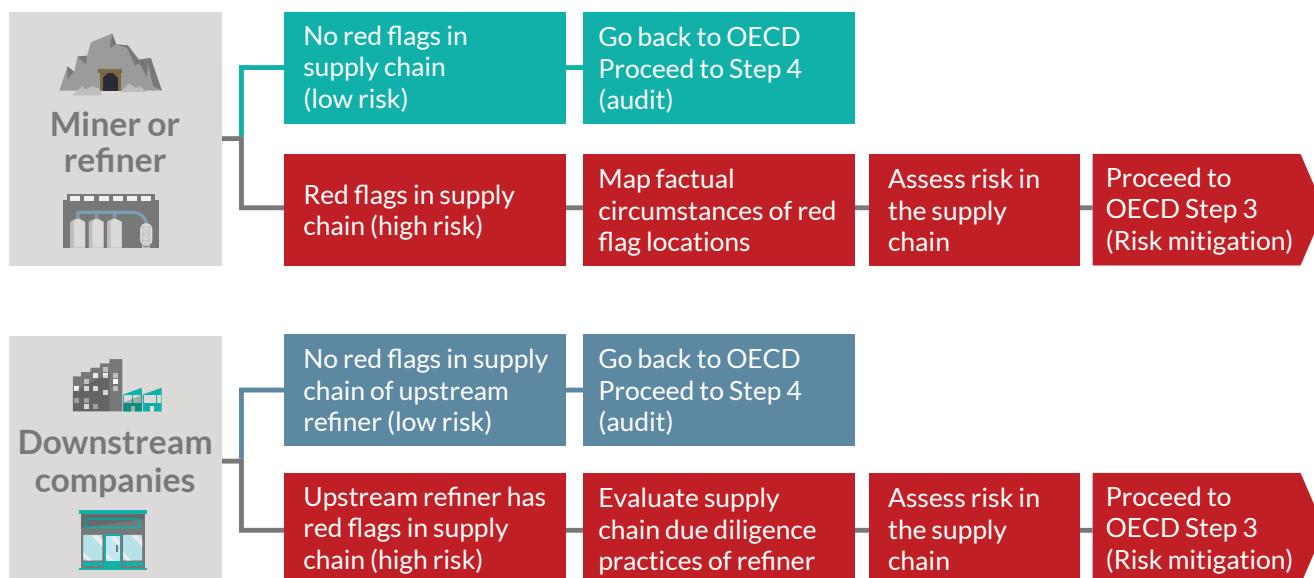 Miner or
refiner
No red flags in
supply chain
(low risk)
Go back to OECD
Proceed to Step 4
(audit)
Red flags in supply
chain (high risk)
Map factual
circumstances of red
flag locations
Assess risk in
the supply
chain
Proceed to
OECD Step 3
(Risk mitigation)
Downstream
companies
No red flags in supply
chain of upstream
refiner (low risk)
Go back to OECD
Proceed to Step 4
(audit)
Upstream refiner has
red flags in supply
chain (high risk)
Evaluate supply
chain due diligence
practices of refiner
Assess risk in
the supply
chain
Proceed to
OECD Step 3
(Risk mitigation)